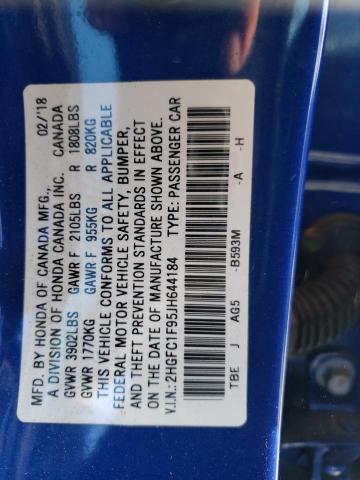 MFD. BY HONDA OF CANADA MFG., 02/'18
A DIVISION OF HONDA CANADA INC. CANADA
GVWR 3902LBS GAWR F 2105LBS R 1808LBS
GVWR 1770KG GAWR F 955KG R 820KG
THIS VEHICLE CONFORMS TO ALL APPLICABLE
FEDERAL MOTOR VEHICLE SAFETY, BUMPER,
AND THEFT PREVENTION STANDARDS IN EFFECT
ON THE DATE OF MANUFACTURE SHOWN ABOVE.
V.I.N.: 2HGFC1F95JH644184 TYPE: PASSENGER CAR
TBE J AG5 -B593M -A -H